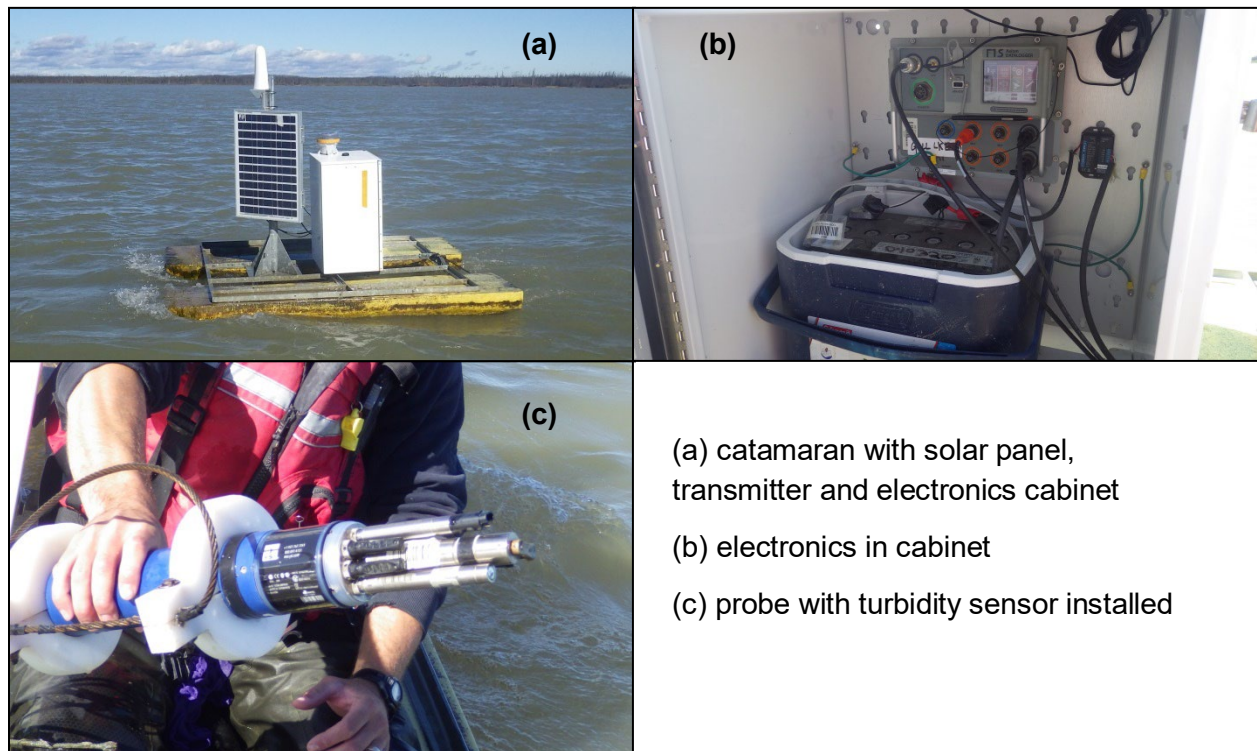 (a)
(b)
(c)
(a) catamaran with solar panel,
transmitter and electronics cabinet
(b) electronics in cabinet
(c) probe with turbidity sensor installed